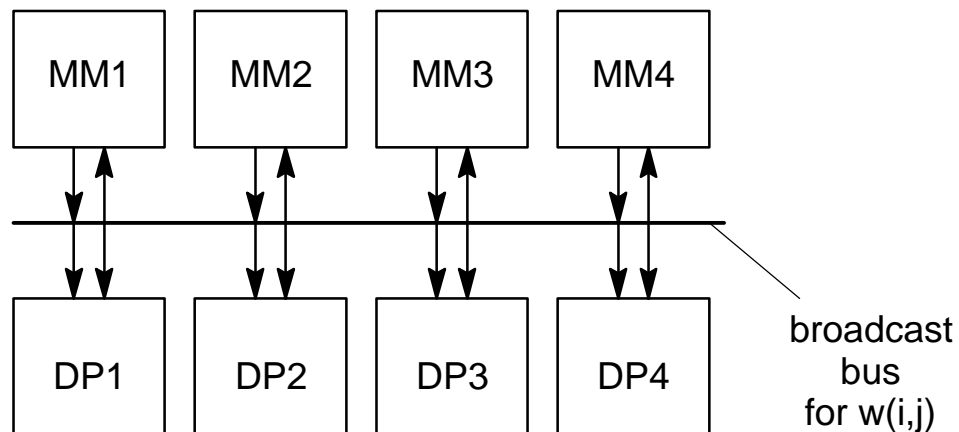 MM1 MM2 MM3 MM4
DP1 DP2 DP3 DP4
broadcast
bus
for w(i,j)